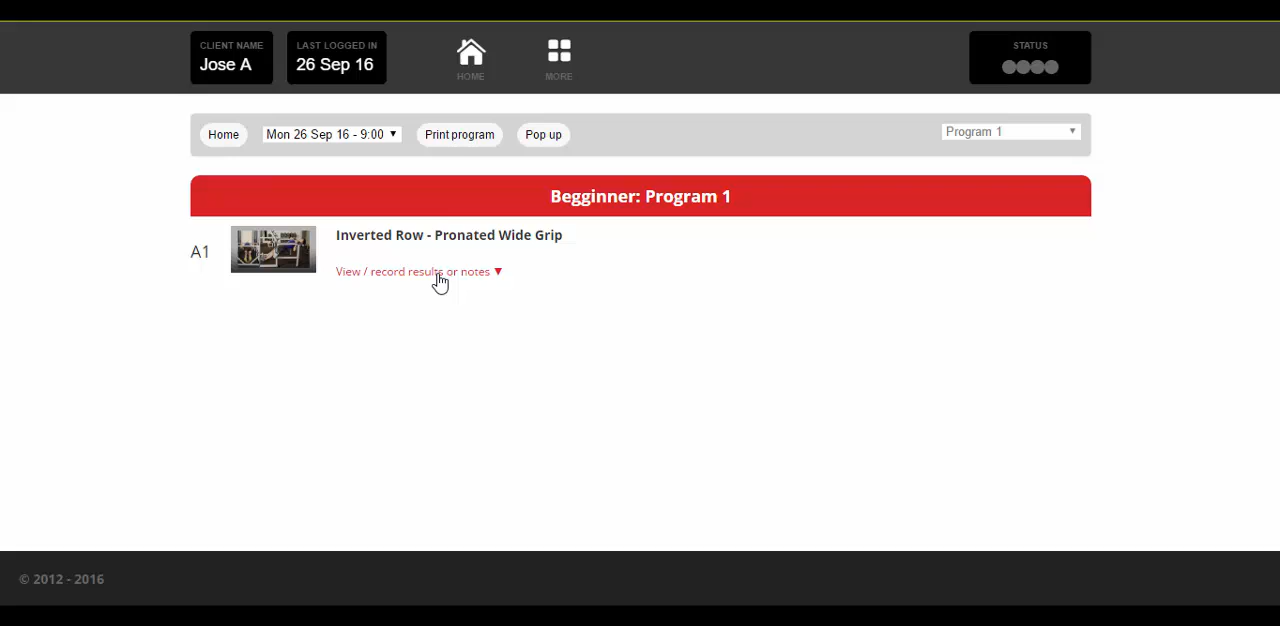 CLIENT NAME
Jose A
LAST LOGGED IN
26 Sep 16
HOME
MORE
STATUS
Home
Mon 26 Sep 16 - 9:00
Print program
Pop up
Program 1
Begginner: Program 1
A1
Inverted Row - Pronated Wide Grip
View / record results or notes
© 2012 - 2016